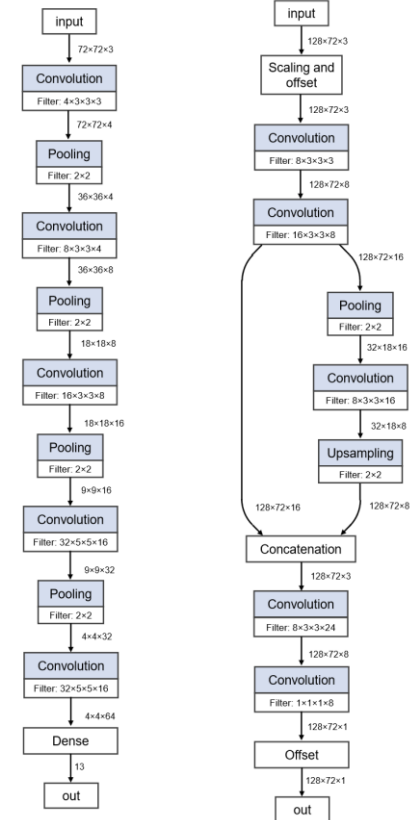 input
72×72×3
Convolution
Filter: 4×3×3×3
72×72×4
Pooling
Filter: 2×2
36×36×4
Convolution
Filter: 8×3×3×4
36×36×8
Pooling
Filter: 2×2
18×18×8
Convolution
Filter: 16×3×3×8
18×18×16
Pooling
Filter: 2×2
9×9×16
Convolution
Filter: 32×5×5×16
9×9×32
Pooling
Filter: 2×2
4×4×32
Convolution
Filter: 32×5×5×16
4×4×64
Dense
13
out
input
128×72×3
Scaling and
offset
128×72×3
Convolution
Filter: 8×3×3×3
128×72×8
Convolution
Filter: 16×3×3×8
128×72×16
Pooling
Filter: 2×2
32×18×16
Convolution
Filter: 8×3×3×16
32×18×8
Upsampling
Filter: 2×2
128×72×16
128×72×8
Concatenation
128×72×3
Convolution
Filter: 8×3×3×24
128×72×8
Convolution
Filter: 1×1×1×8
128×72×1
Offset
128×72×1
out